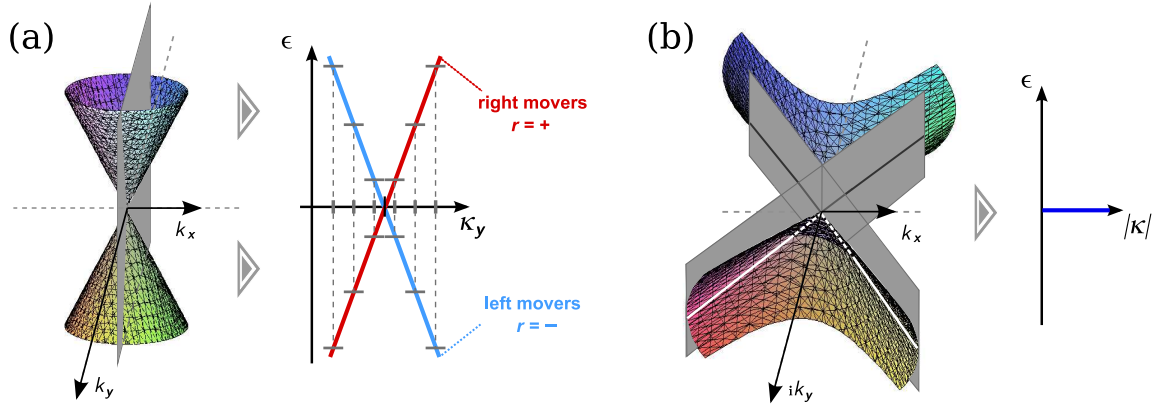 (a)
ϵ
right movers
r = +
k_x
κ_y
left movers
r = −
k_y
(b)
ϵ
k_x
|κ|
ik_y